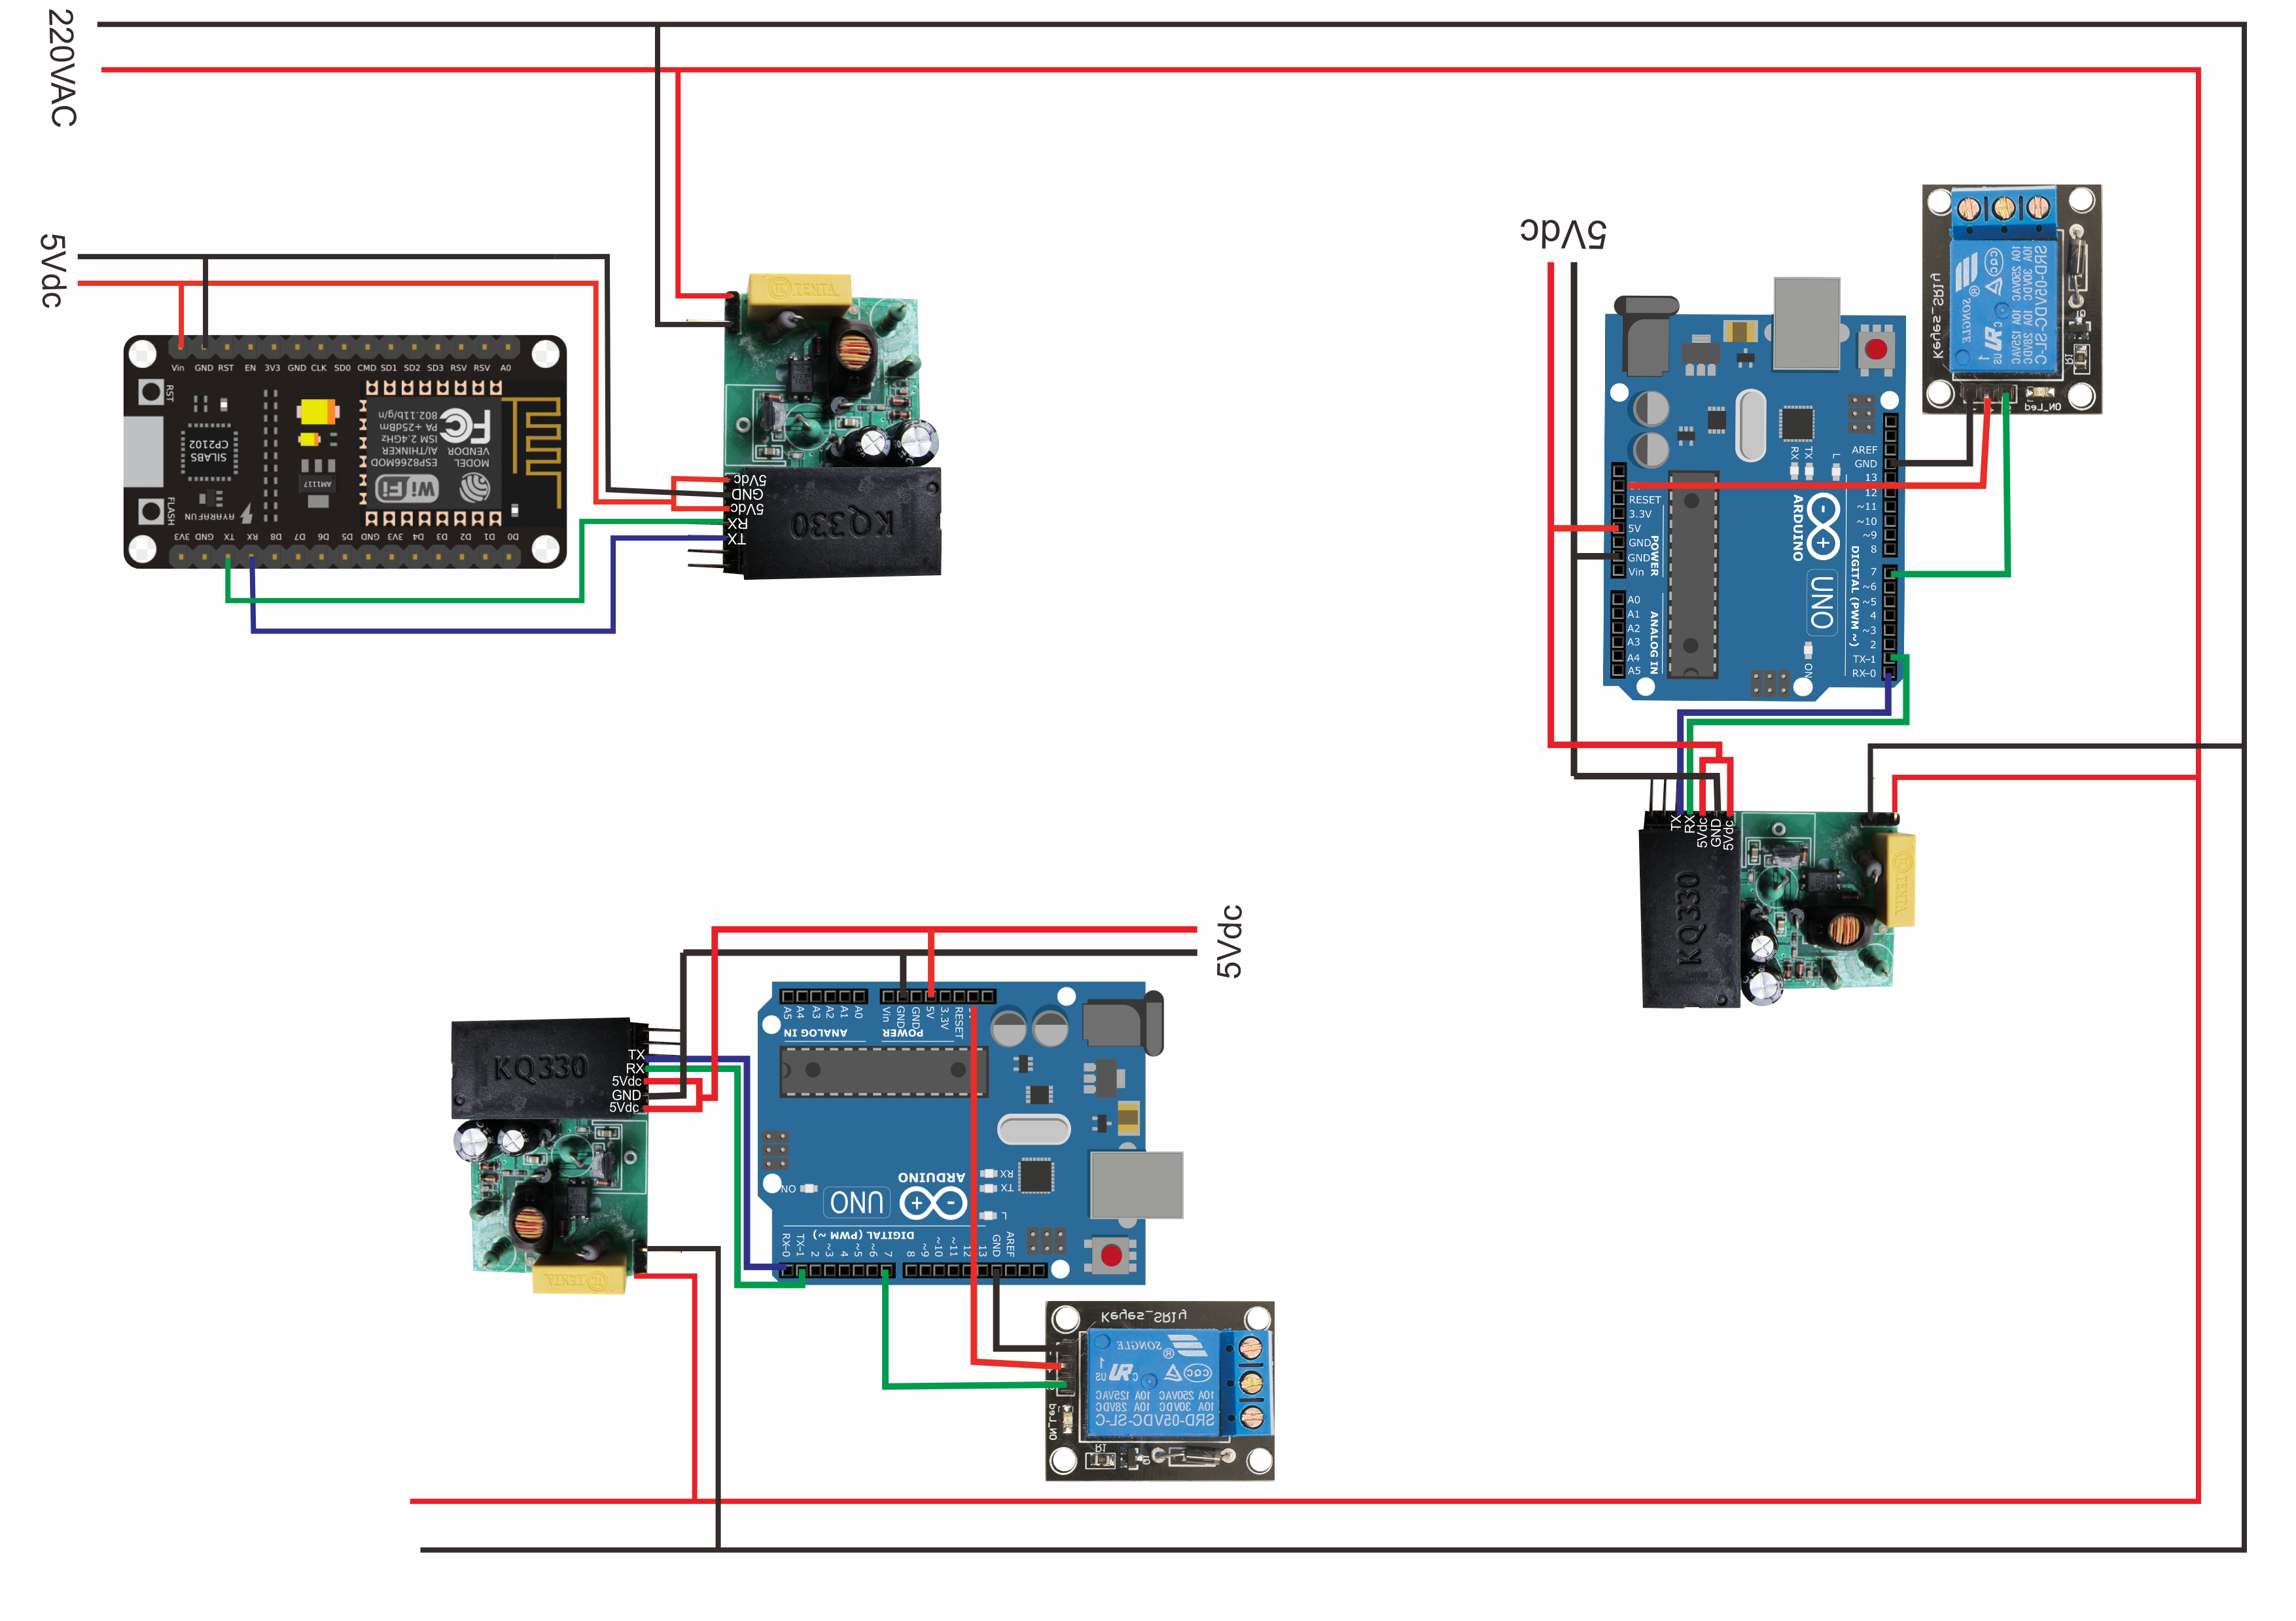 220VAC
5Vdc
Vin GND RST EN 3V3 GND CLK SD0 CMD SD1 SD2 SD3 RSV RSV A0
RST
FLASH
SILABS
CP2102
AM1117
AYARAFUN
MODEL
VENDOR
ESP8266MOD
AI/THINKER
ISM 2.4GHz
PA +25dBm
802.11b/g/n
FC
WiFi
3V3 GND TX RX D8 D7 D6 D5 GND 3V3 D4 D3 D2 D1 D0
TENTA
5Vdc
GND
5Vdc
RX
TX
KQ330
5Vdc
Keyes_SR1y
SONGLE
10A 250VAC 10A 125VAC
10A 30VDC 10A 28VDC
SRD-05VDC-SL-C
ON_Led
R1
RESET
3.3V
5V
GND
GND
Vin
POWER
A0
A1
A2
A3
A4
A5
ANALOG IN
RX
TX
L
ARDUINO
UNO
ON
AREF
GND
13
12
~11
~10
~9
8
7
~6
~5
4
~3
2
TX-1
RX-0
DIGITAL (PWM ~)
TX
RX
5Vdc
GND
5Vdc
KQ330
TENTA
5Vdc
KQ330
TX
RX
5Vdc
GND
5Vdc
TENTA
A5 A4 A3 A2 A1 A0
ANALOG IN
Vin GND GND 5V 3.3V RESET
POWER
ARDUINO
UNO
ON
RX
TX
L
DIGITAL (PWM ~)
RX-0 TX-1 2 ~3 4 ~5 ~6 7 8 ~9 ~10 ~11 12 13 GND AREF
Keyes_SR1y
SONGLE
10A 250VAC 10A 125VAC
10A 30VDC 10A 28VDC
SRD-05VDC-SL-C
ON_Led
R1